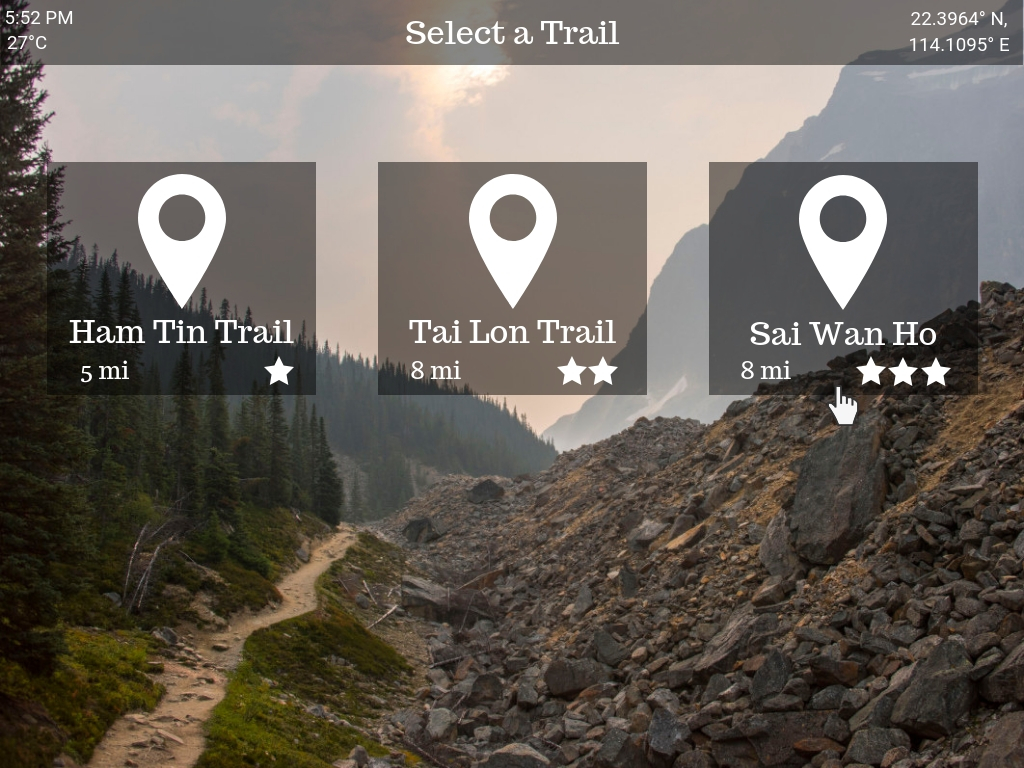 5:52 PM
27°C
Select a Trail
22.3964° N,
114.1095° E
Ham Tin Trail
5 mi
Tai Lon Trail
8 mi
Sai Wan Ho
8 mi